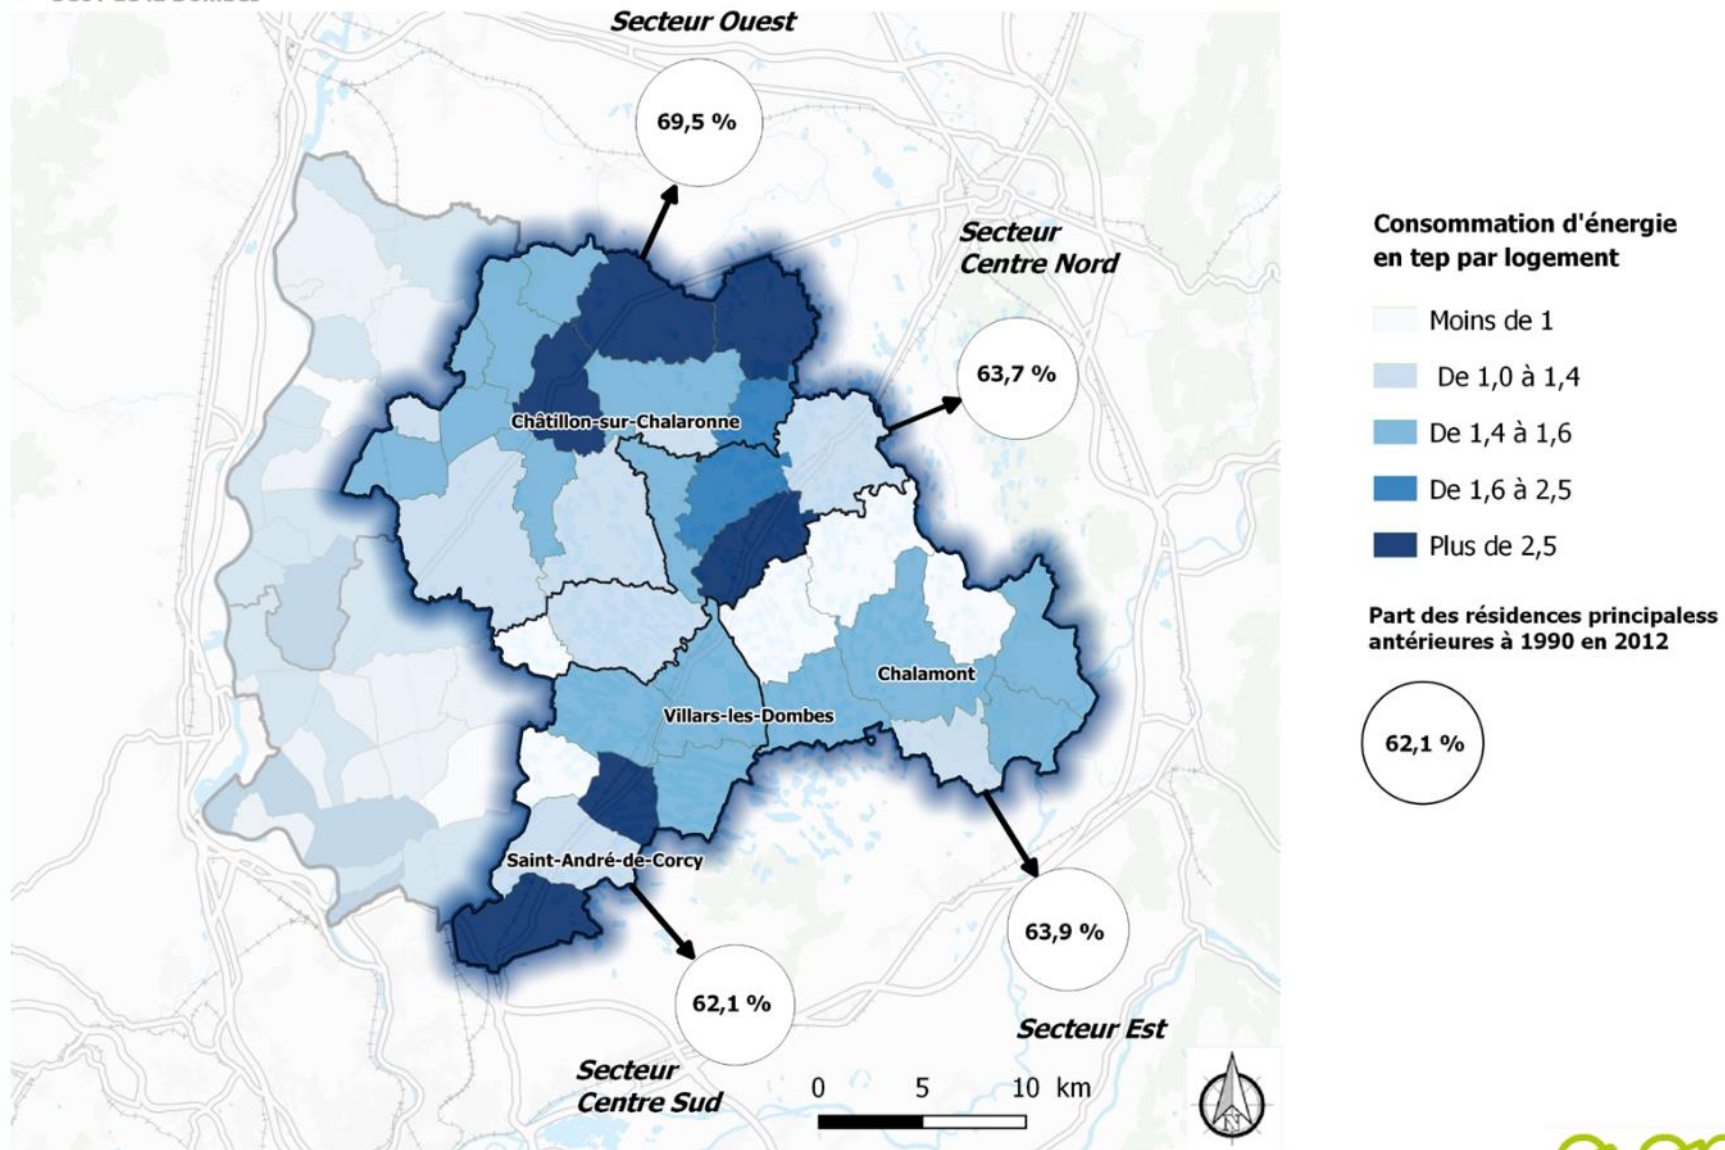 Secteur Ouest
69,5 %
Secteur
Centre Nord
63,7 %
Châtillon-sur-Chalaronne
Chalamont
Villars-les-Dombes
Saint-André-de-Corcy
63,9 %
62,1 %
Secteur Est
Secteur
Centre Sud
0 5 10 km
N
Consommation d'énergie
en tep par logement
Moins de 1
De 1,0 à 1,4
De 1,4 à 1,6
De 1,6 à 2,5
Plus de 2,5
Part des résidences principaless
antérieures à 1990 en 2012
62,1 %